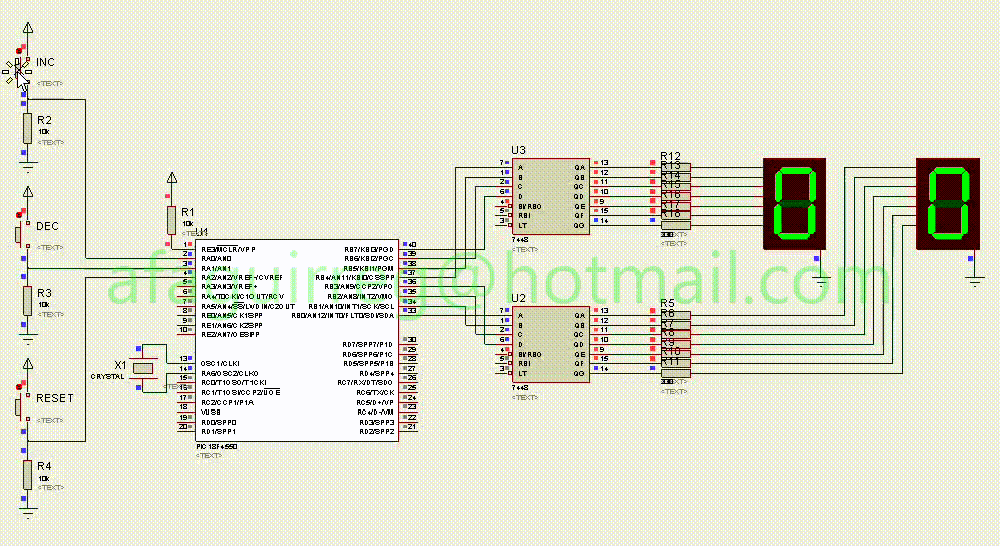 INC
<TEXT>
R2
10k
<TEXT>
DEC
<TEXT>
R3
10k
<TEXT>
X1
CRYSTAL
RESET
<TEXT>
R4
10k
<TEXT>
R1
10k
U1
1 RE3/MCLR/VPP
2 RA0/AN0
3 RA1/AN1
4 RA2/AN2/VREF-/CVREF
5 RA3/AN3/VREF+
6 RA4/T0CKI/C1OUT/RCV
7 RA5/AN4/SS/LVDIN/C2OUT
8 RE0/AN5/CK1SPP
9 RE1/AN6/CK2SPP
10 RE2/AN7/OESPP
13 OSC1/CLKI
14 RA6/OSC2/CLKO
15 RC0/T1OSO/T1CKI
16 RC1/T1OSI/CCP2/UOE
17 RC2/CCP1/P1A
18 VUSB
19 RD0/SPP0
20 RD1/SPP1
RB7/KBI3/PGD 40
RB6/KBI2/PGC 39
RB5/KBI1/PGM 38
RB4/AN11/KBI0/CSSPP 37
RB3/AN9/CCP2/VPO 36
RB2/AN8/INT2/VMO 35
RB1/AN10/INT1/SCK/SCL 34
RB0/AN12/INT0/FLT0/SDI/SDA 33
RD7/SPP7/P1D 30
RD6/SPP6/P1C 29
RD5/SPP5/P1B 28
RD4/SPP4 27
RC7/RX/DT/SDO 26
RC6/TX/CK 25
RC5/D+/VP 24
RC4/D-/VM 23
RD3/SPP3 22
RD2/SPP2 21
PIC18F4550
<TEXT>
afaguirung@hotmail.com
U3
7 A QA 13
1 B QB 12
2 C QC 11
6 D QD 10
4 BI/RBO QE 9
5 RBI QF 15
3 LT QG 14
7448
<TEXT>
R12
R13
R14
R15
R16
R17
R18
330
<TEXT>
U2
7 A QA 13
1 B QB 12
2 C QC 11
6 D QD 10
4 BI/RBO QE 9
5 RBI QF 15
3 LT QG 14
7448
<TEXT>
R5
R6
R7
R8
R9
R10
R11
330
<TEXT>
0 0